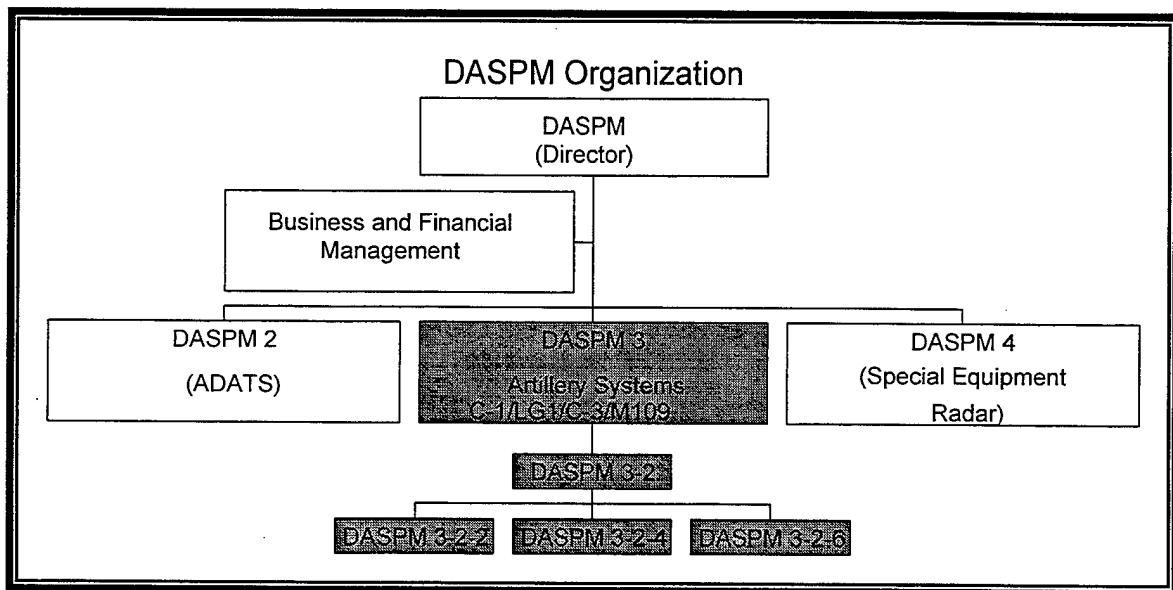 DASPM Organization
DASPM
(Director)
Business and Financial
Management
DASPM 2
(ADATS)
DASPM 3
Artillery Systems
C-1/LG1/C-3/M109
DASPM 4
(Special Equipment
Radar)
DASPM 3-2
DASPM 3-2-2
DASPM 3-2-4
DASPM 3-2-6